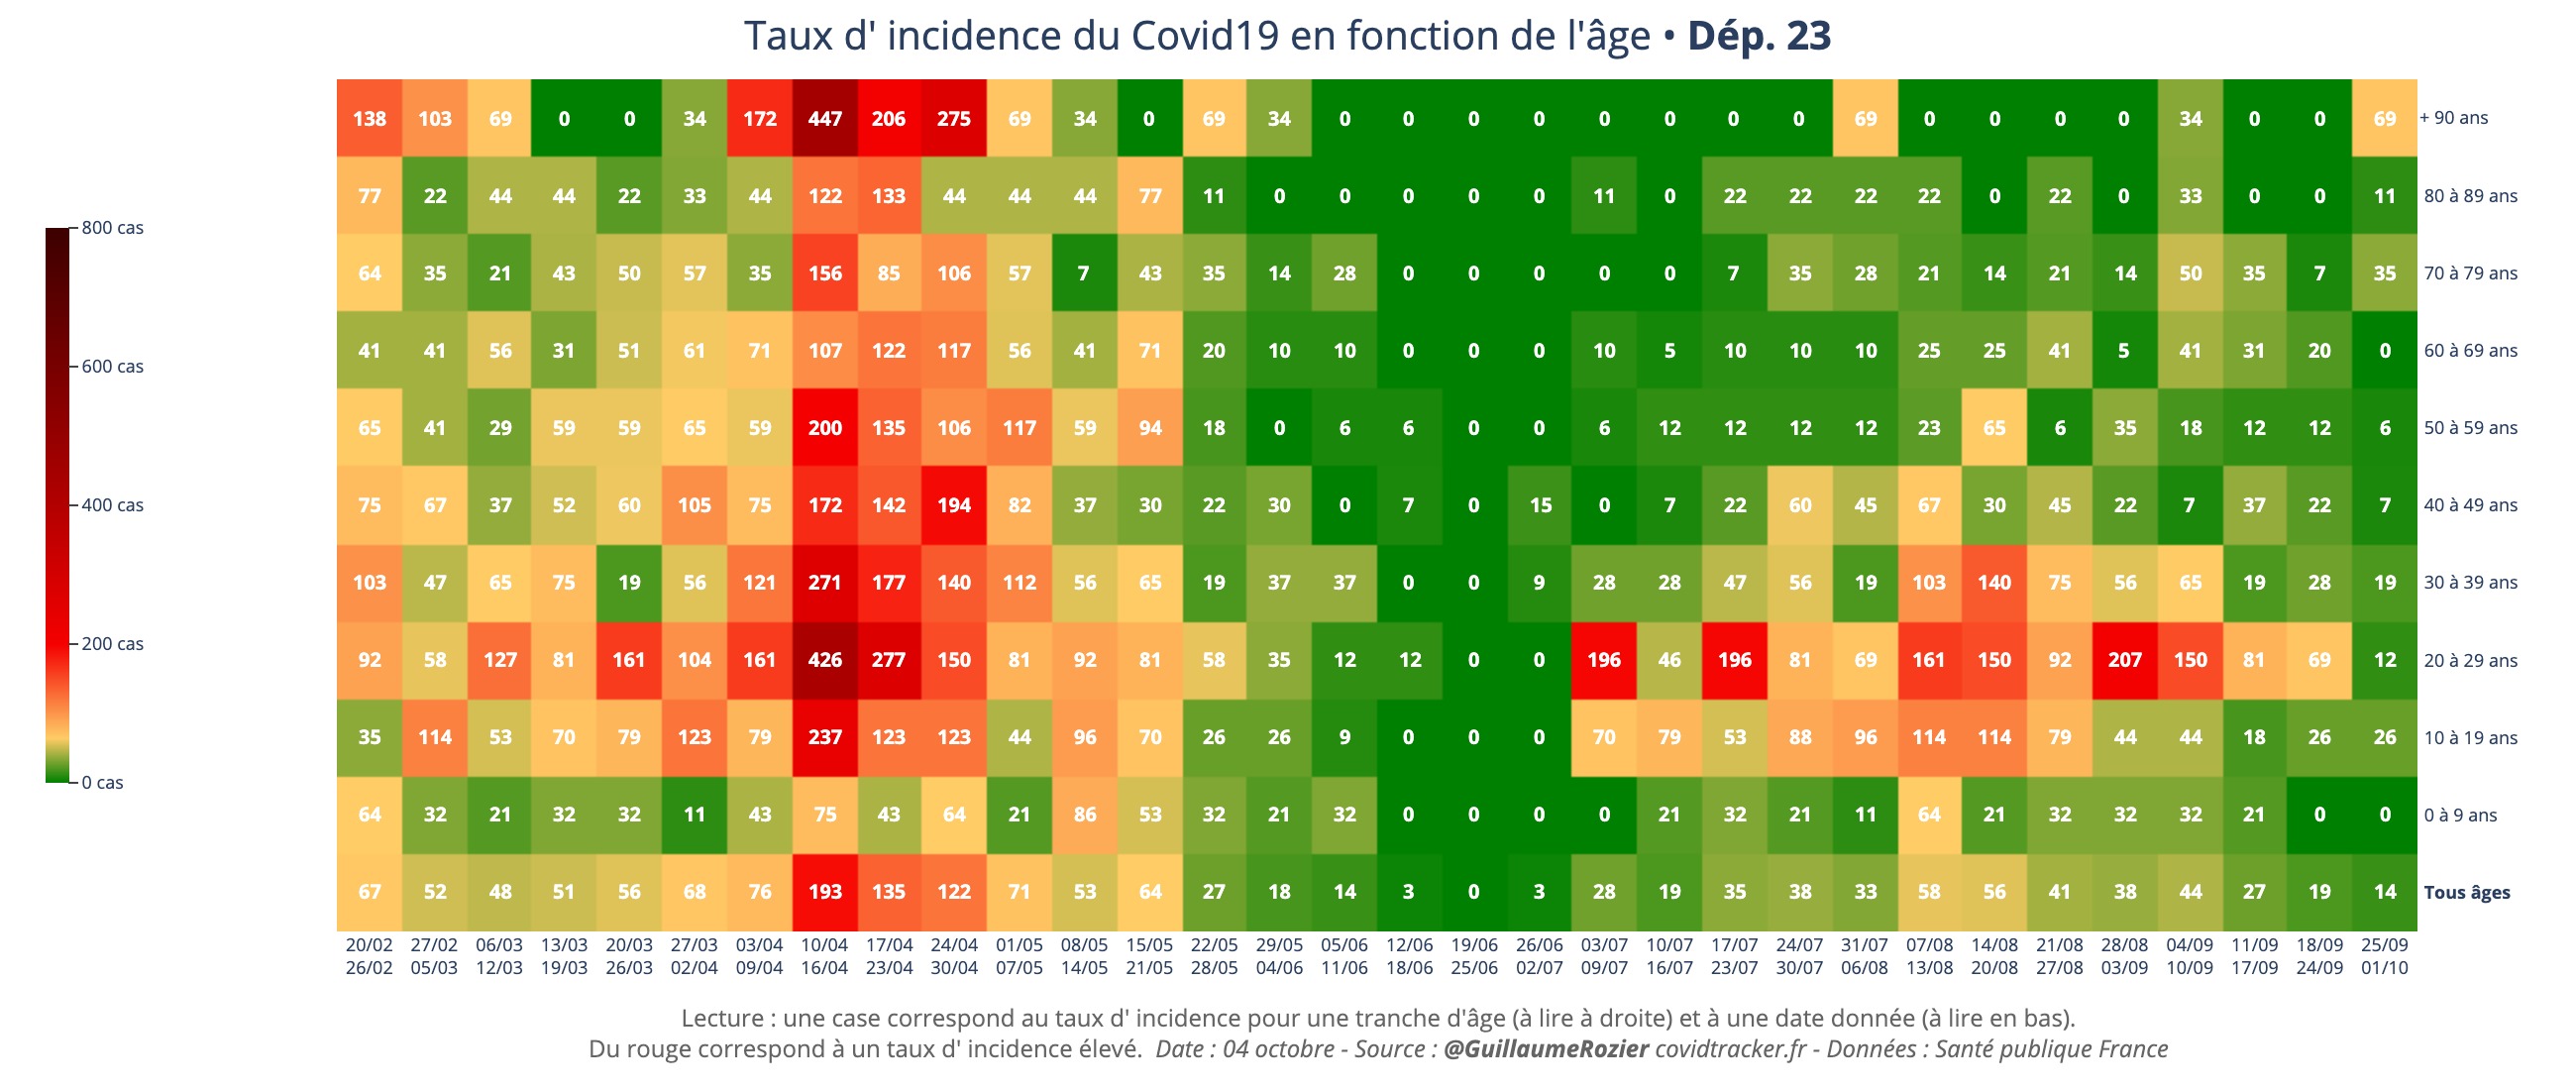 Taux d' incidence du Covid19 en fonction de l'âge • Dép. 23
138 103 69 0 0 34 172 447 206 275 69 34 0 69 34 0 0 0 0 0 0 0 0 69 0 0 0 0 34 0 0 69 + 90 ans
77 22 44 44 22 33 44 122 133 44 44 44 77 11 0 0 0 0 0 11 0 22 22 22 22 0 22 0 33 0 0 11 80 à 89 ans
800 cas
64 35 21 43 50 57 35 156 85 106 57 7 43 35 14 28 0 0 0 0 0 7 35 28 21 14 21 14 50 35 7 35 70 à 79 ans
41 41 56 31 51 61 71 107 122 117 56 41 71 20 10 10 0 0 0 10 5 10 10 10 25 25 41 5 41 31 20 0 60 à 69 ans
600 cas
65 41 29 59 59 65 59 200 135 106 117 59 94 18 0 6 6 0 0 6 12 12 12 12 23 65 6 35 18 12 12 6 50 à 59 ans
400 cas
75 67 37 52 60 105 75 172 142 194 82 37 30 22 30 0 7 0 15 0 7 22 60 45 67 30 45 22 7 37 22 7 40 à 49 ans
103 47 65 75 19 56 121 271 177 140 112 56 65 19 37 37 0 0 9 28 28 47 56 19 103 140 75 56 65 19 28 19 30 à 39 ans
200 cas
92 58 127 81 161 104 161 426 277 150 81 92 81 58 35 12 12 0 0 196 46 196 81 69 161 150 92 207 150 81 69 12 20 à 29 ans
35 114 53 70 79 123 79 237 123 123 44 96 70 26 26 9 0 0 0 70 79 53 88 96 114 114 79 44 44 18 26 26 10 à 19 ans
0 cas
64 32 21 32 32 11 43 75 43 64 21 86 53 32 21 32 0 0 0 0 21 32 21 11 64 21 32 32 32 21 0 0 0 à 9 ans
67 52 48 51 56 68 76 193 135 122 71 53 64 27 18 14 3 0 3 28 19 35 38 33 58 56 41 38 44 27 19 14 Tous âges
20/02 27/02 06/03 13/03 20/03 27/03 03/04 10/04 17/04 24/04 01/05 08/05 15/05 22/05 29/05 05/06 12/06 19/06 26/06 03/07 10/07 17/07 24/07 31/07 07/08 14/08 21/08 28/08 04/09 11/09 18/09 25/09
26/02 05/03 12/03 19/03 26/03 02/04 09/04 16/04 23/04 30/04 07/05 14/05 21/05 28/05 04/06 11/06 18/06 25/06 02/07 09/07 16/07 23/07 30/07 06/08 13/08 20/08 27/08 03/09 10/09 17/09 24/09 01/10
Lecture : une case correspond au taux d' incidence pour une tranche d'âge (à lire à droite) et à une date donnée (à lire en bas).
Du rouge correspond à un taux d' incidence élevé. Date : 04 octobre - Source : @GuillaumeRozier covidtracker.fr - Données : Santé publique France